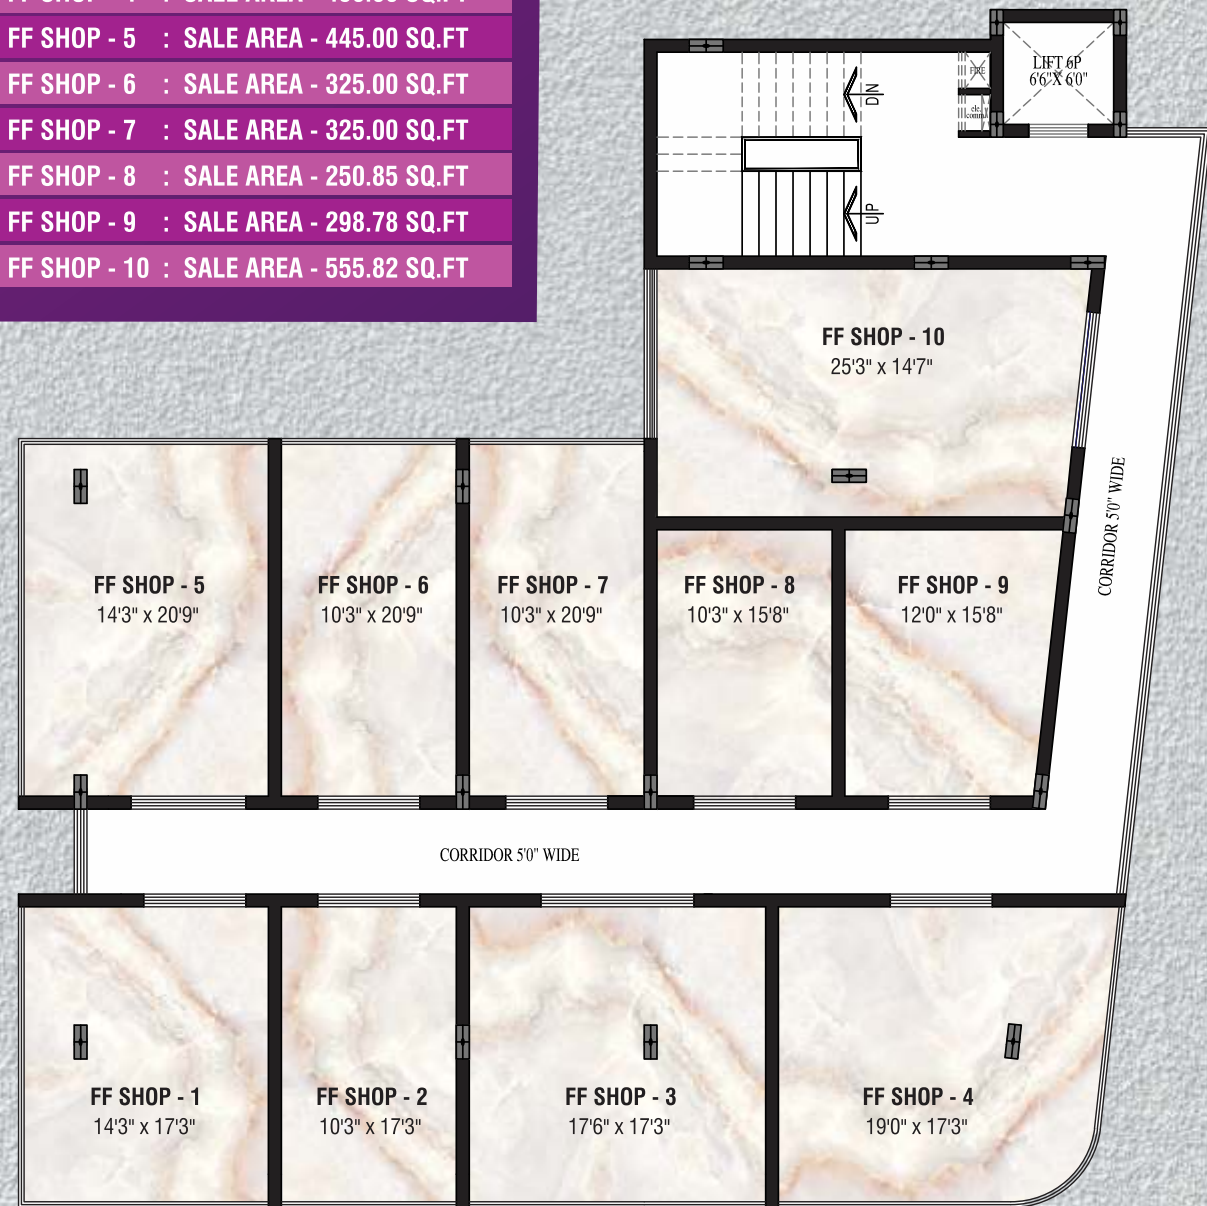 FF SHOP - 5 : SALE AREA - 445.00 SQ.FT
FF SHOP - 6 : SALE AREA - 325.00 SQ.FT
FF SHOP - 7 : SALE AREA - 325.00 SQ.FT
FF SHOP - 8 : SALE AREA - 250.85 SQ.FT
FF SHOP - 9 : SALE AREA - 298.78 SQ.FT
FF SHOP - 10 : SALE AREA - 555.82 SQ.FT
LIFT 6P
6'6"X 6'0"
FIRE
ele.
DN
UP
FF SHOP - 10
25'3" x 14'7"
CORRIDOR 5'0" WIDE
FF SHOP - 5
14'3" x 20'9"
FF SHOP - 6
10'3" x 20'9"
FF SHOP - 7
10'3" x 20'9"
FF SHOP - 8
10'3" x 15'8"
FF SHOP - 9
12'0" x 15'8"
CORRIDOR 5'0" WIDE
FF SHOP - 1
14'3" x 17'3"
FF SHOP - 2
10'3" x 17'3"
FF SHOP - 3
17'6" x 17'3"
FF SHOP - 4
19'0" x 17'3"